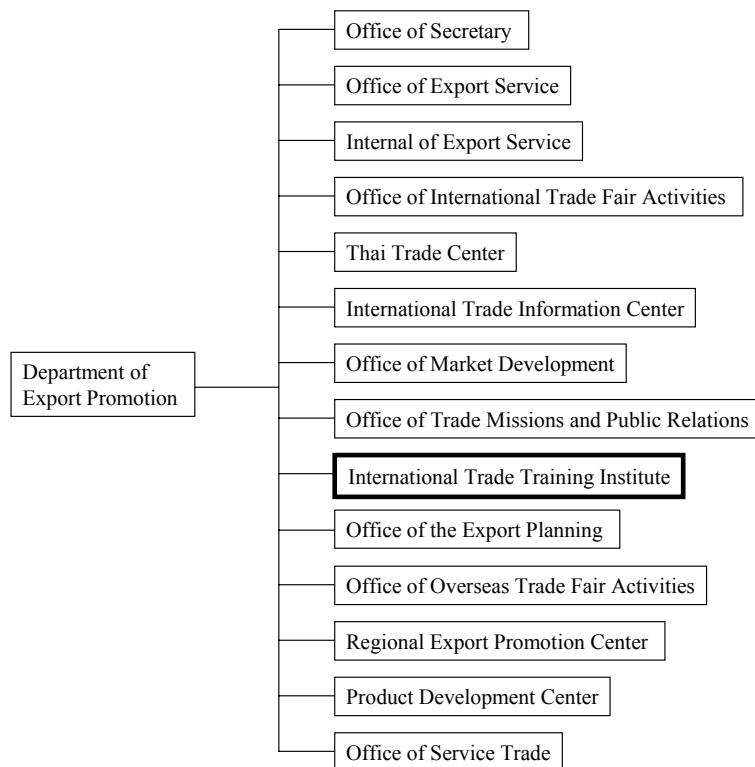 Office of Secretary
Office of Export Service
Internal of Export Service
Office of International Trade Fair Activities
Thai Trade Center
International Trade Information Center
Department of
Export Promotion
Office of Market Development
Office of Trade Missions and Public Relations
International Trade Training Institute
Office of the Export Planning
Office of Overseas Trade Fair Activities
Regional Export Promotion Center
Product Development Center
Office of Service Trade